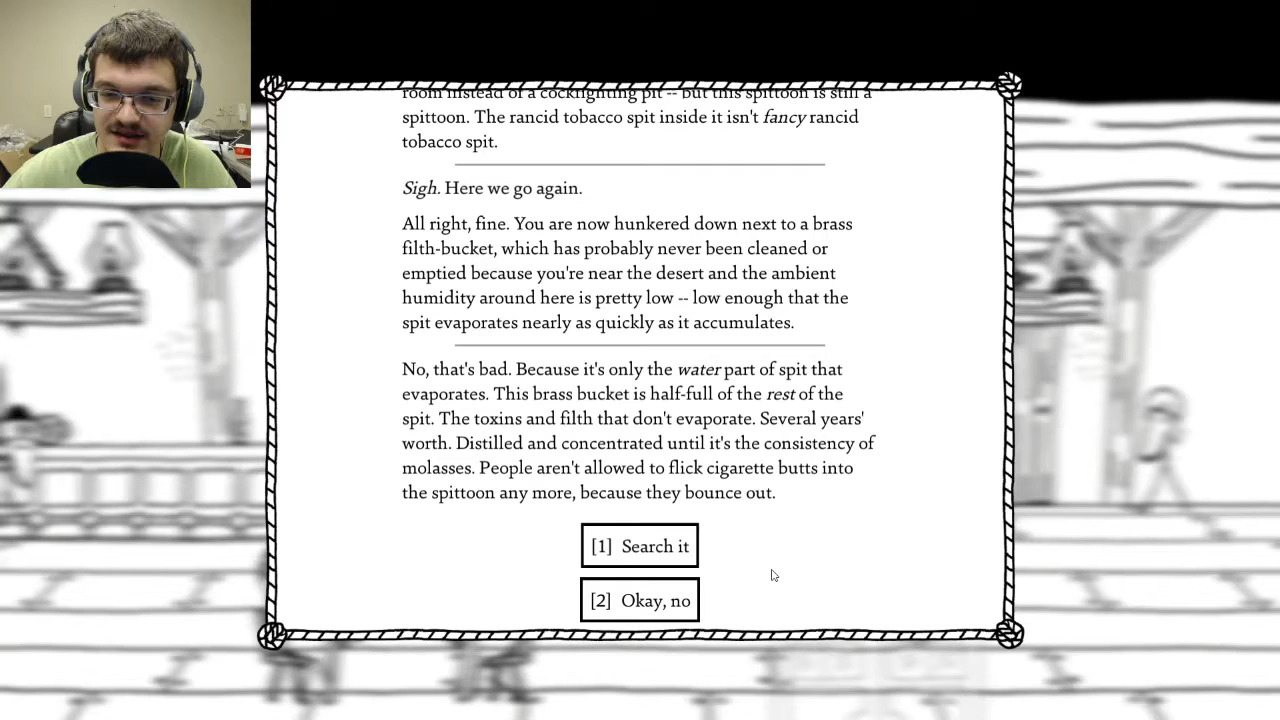 room instead of a cockfighting pit -- but this spittoon is still a
spittoon. The rancid tobacco spit inside it isn't fancy rancid
tobacco spit.
Sigh. Here we go again.
All right, fine. You are now hunkered down next to a brass
filth-bucket, which has probably never been cleaned or
emptied because you're near the desert and the ambient
humidity around here is pretty low -- low enough that the
spit evaporates nearly as quickly as it accumulates.
No, that's bad. Because it's only the water part of spit that
evaporates. This brass bucket is half-full of the rest of the
spit. The toxins and filth that don't evaporate. Several years'
worth. Distilled and concentrated until it's the consistency of
molasses. People aren't allowed to flick cigarette butts into
the spittoon any more, because they bounce out.
[1] Search it
[2] Okay, no